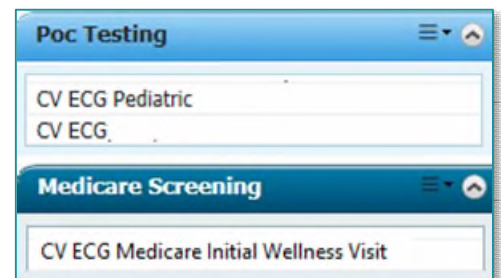 Poc Testing
CV ECG Pediatric
CV ECG
Medicare Screening
CV ECG Medicare Initial Wellness Visit